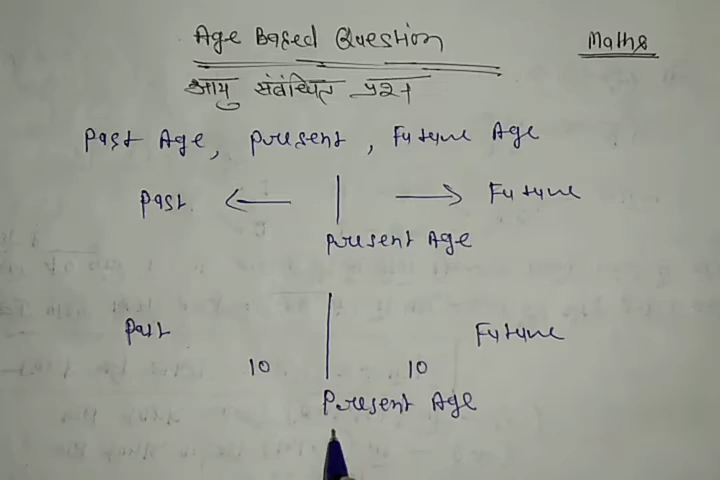 Age Based Question Maths
आयु संबंधित प्रश्न
Past Age, Present, Future Age
Past Future
Present Age
Past Future
10 10
Present Age